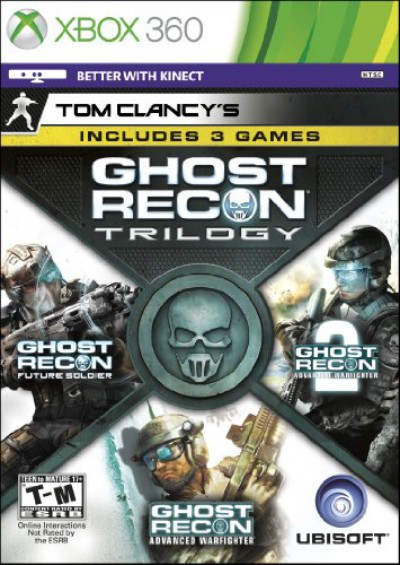 XBOX 360
BETTER WITH KINECT
NTSC
TOM CLANCY'S
INCLUDES 3 GAMES
GHOST
RECON
TRILOGY
GHOST
RECON
FUTURE SOLDIER
2
GHOST
RECON
ADVANCED WARFIGHTER
TEEN to MATURE 17+
T-M
CONTENT RATED BY
ESRB
Online Interactions
Not Rated by
the ESRB
GHOST
RECON
ADVANCED WARFIGHTER
UBISOFT